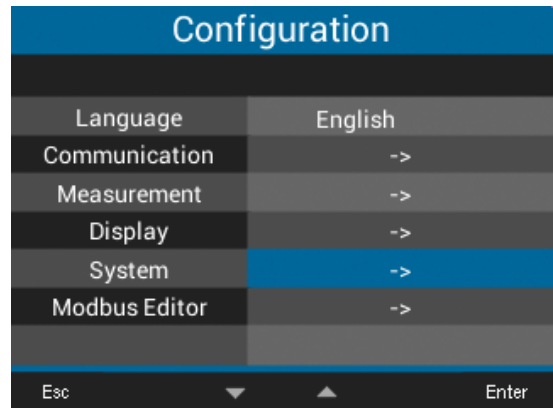 Configuration
Language English
Communication ->
Measurement ->
Display ->
System ->
Modbus Editor ->
Esc Enter